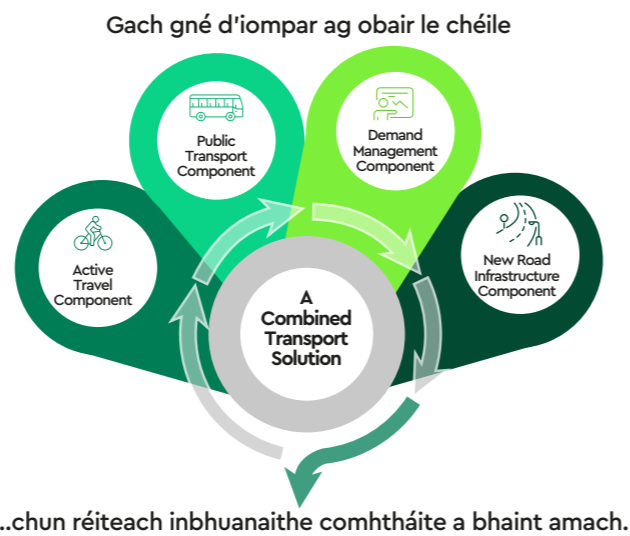 Gach gné d'iompar ag obair le chéile
Public
Transport
Component
Demand
Management
Component
Active
Travel
Component
New Road
Infrastructure
Component
A
Combined
Transport
Solution
..chun réiteach inbhuanaithe comhtháite a bhaint amach.